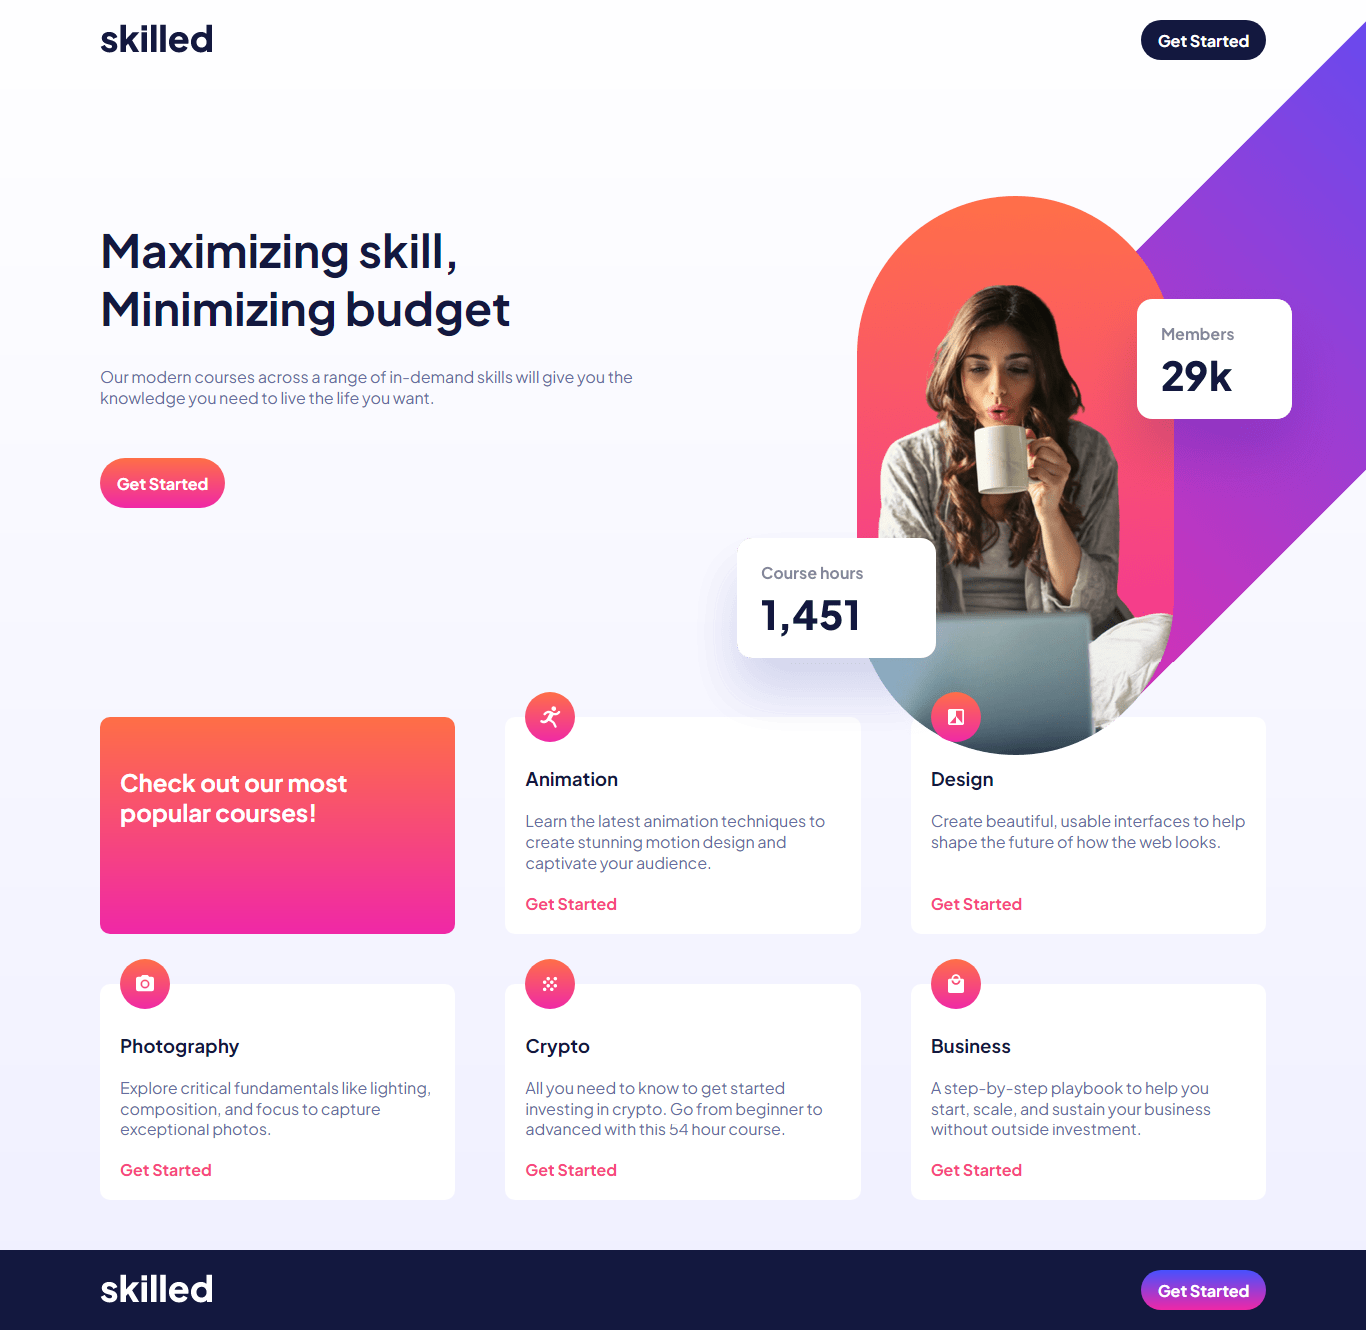 skilled
Get Started
Maximizing skill,
Minimizing budget
Our modern courses across a range of in-demand skills will give you the
knowledge you need to live the life you want.
Get Started
Members
29k
Course hours
1,451
Check out our most
popular courses!
Animation
Learn the latest animation techniques to
create stunning motion design and
captivate your audience.
Get Started
Design
Create beautiful, usable interfaces to help
shape the future of how the web looks.
Get Started
Photography
Explore critical fundamentals like lighting,
composition, and focus to capture
exceptional photos.
Get Started
Crypto
All you need to know to get started
investing in crypto. Go from beginner to
advanced with this 54 hour course.
Get Started
Business
A step-by-step playbook to help you
start, scale, and sustain your business
without outside investment.
Get Started
skilled
Get Started